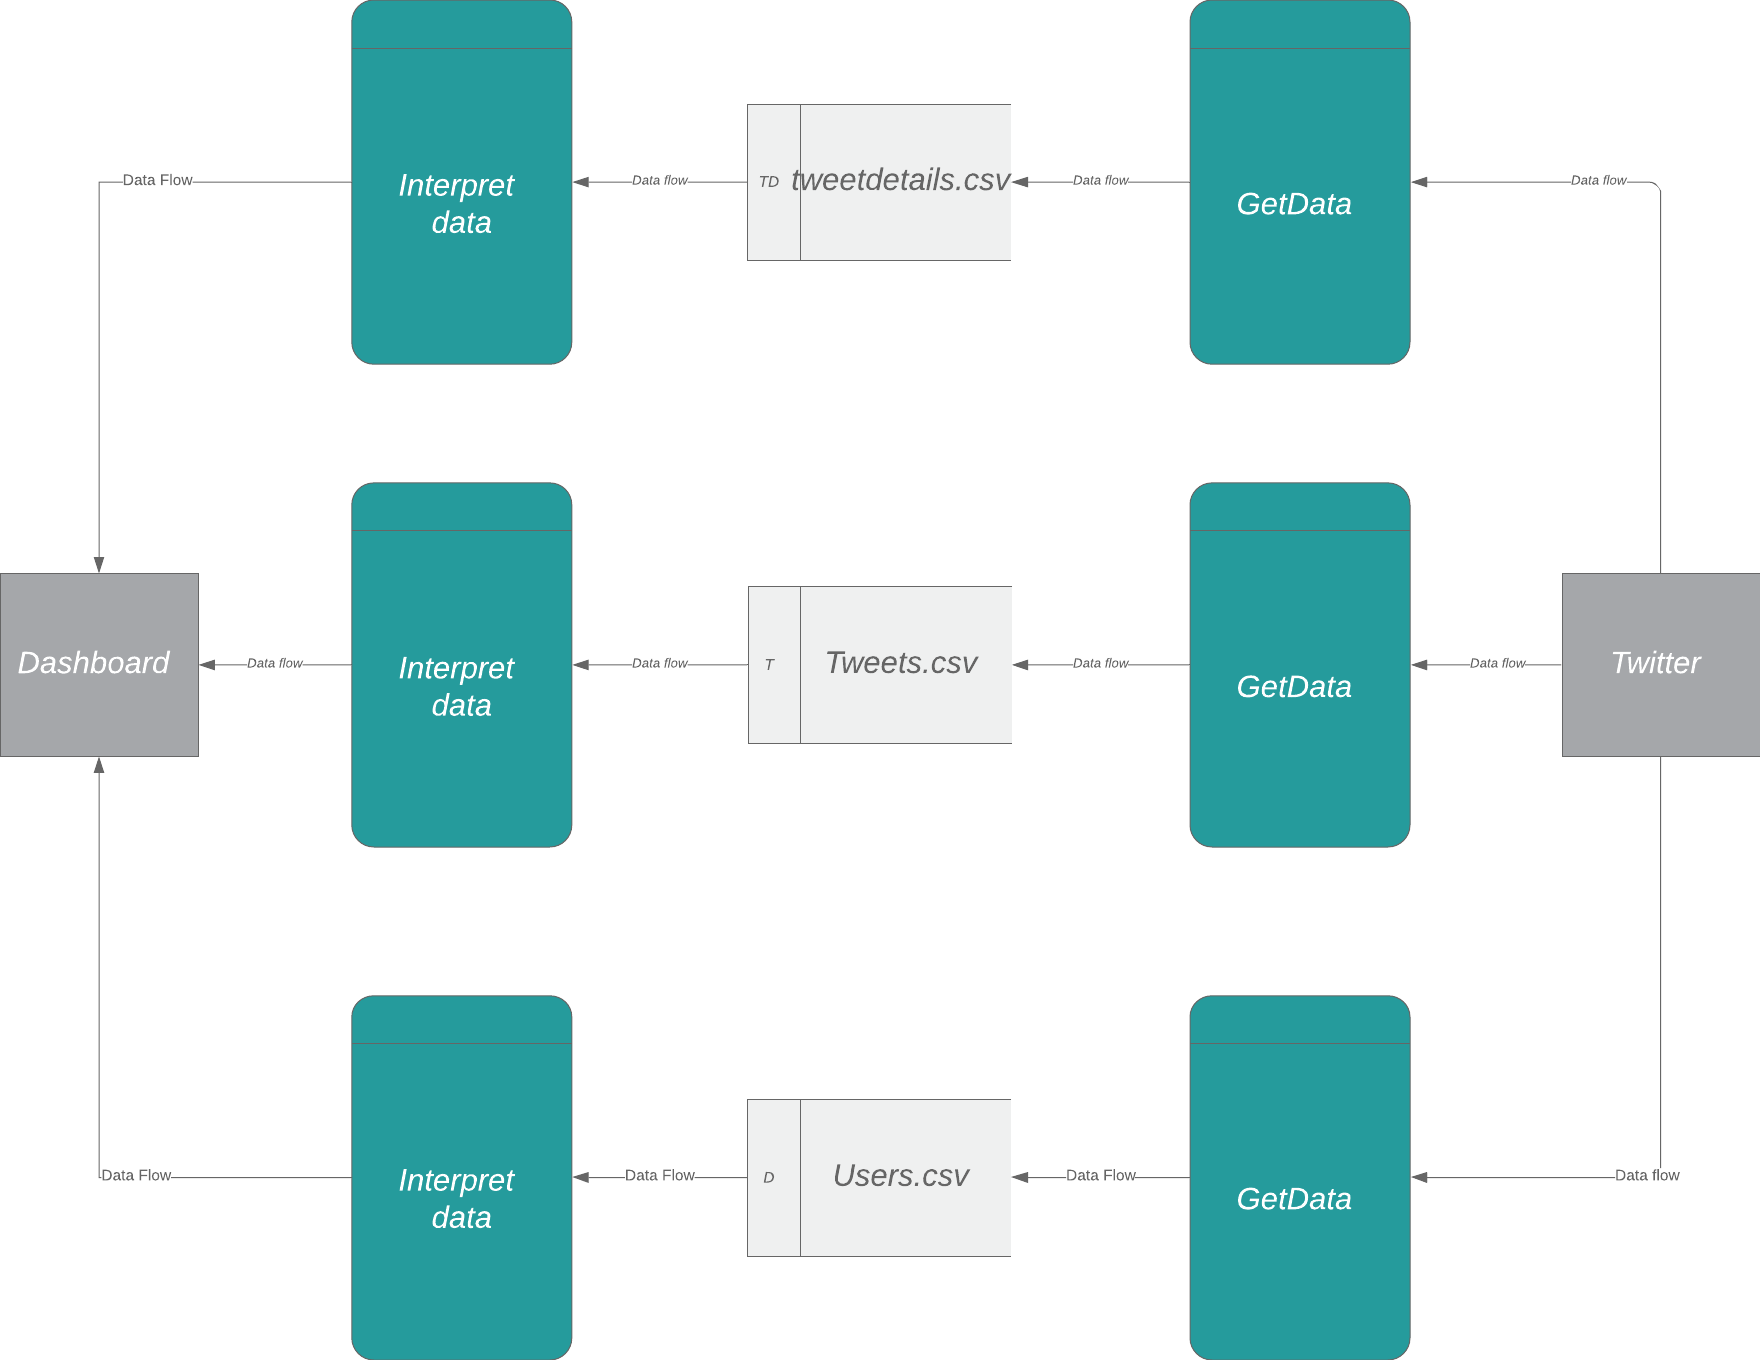 Data Flow
Interpret
data
Data flow
TD
tweetdetails.csv
Data flow
GetData
Data flow
Dashboard
Data flow
Interpret
data
Data flow
T
Tweets.csv
Data flow
GetData
Data flow
Twitter
Data Flow
Interpret
data
Data Flow
D
Users.csv
Data Flow
GetData
Data flow